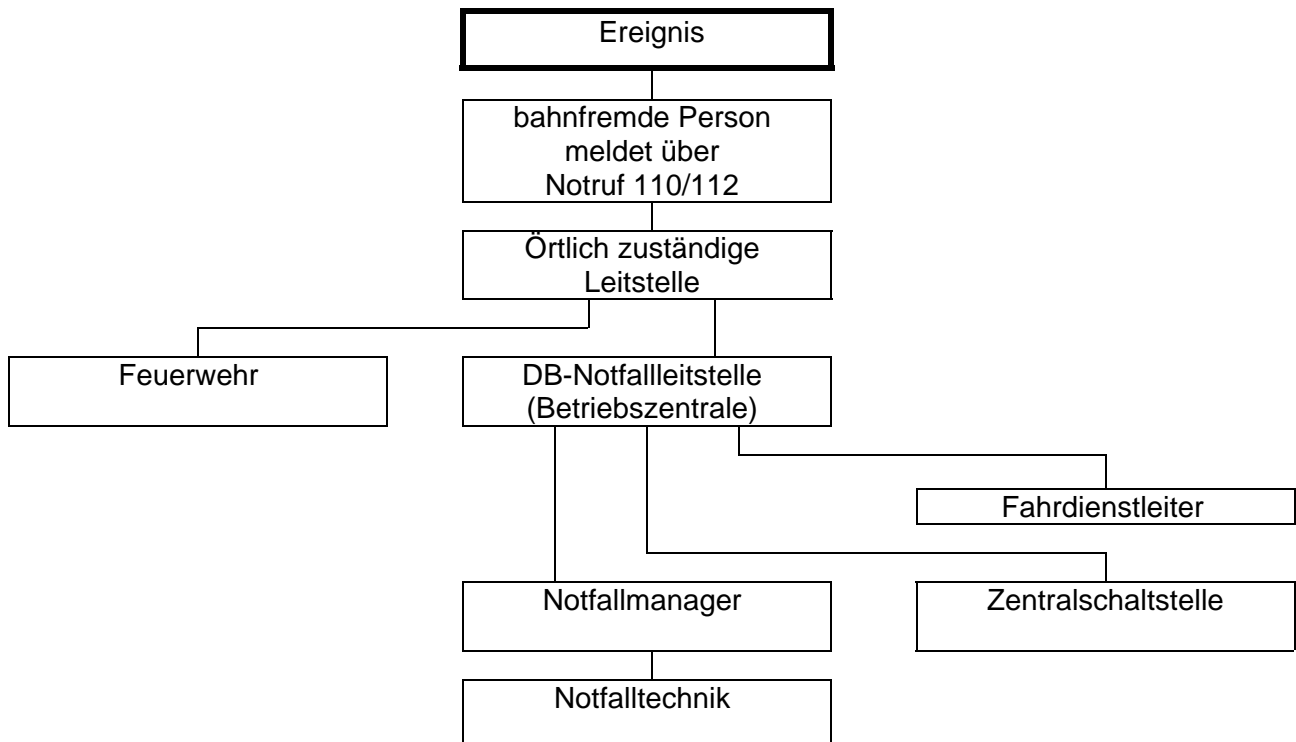 Ereignis
bahnfremde Person
meldet über
Notruf 110/112
Örtlich zuständige
Leitstelle
Feuerwehr
DB-Notfallleitstelle
(Betriebszentrale)
Fahrdienstleiter
Notfallmanager
Zentralschaltstelle
Notfalltechnik